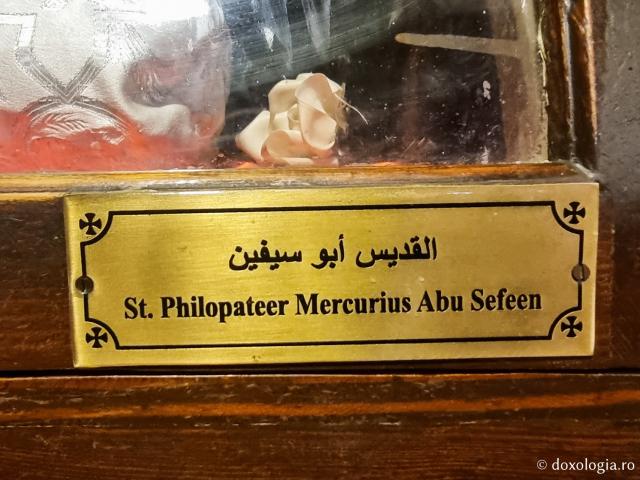 القديس أبو سيفين
St. Philopateer Mercurius Abu Sefeen
© doxologia.ro